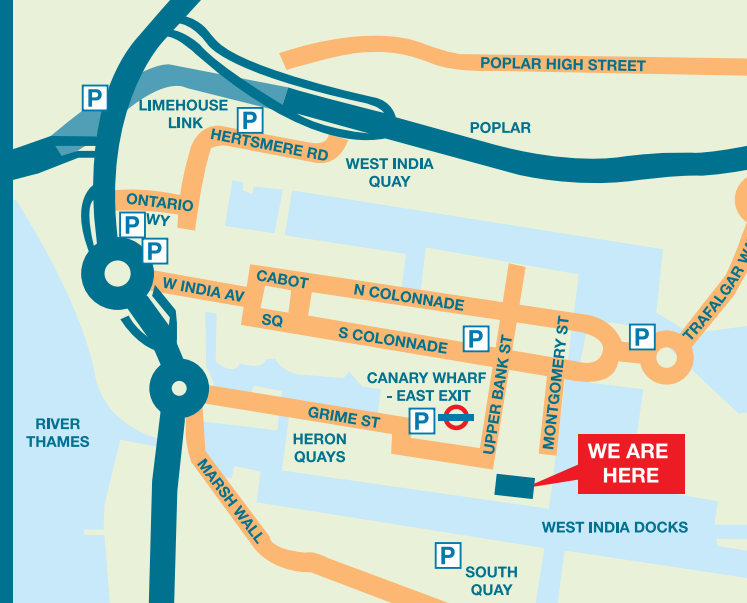 POPLAR HIGH STREET
P
LIMEHOUSE
LINK
P
HERTSMERE RD
POPLAR
WEST INDIA
QUAY
ONTARIO
WY
P
P
W INDIA AV
CABOT
SQ
N COLONNADE
S COLONNADE
P
P
UPPER BANK ST
MONTGOMERY ST
CANARY WHARF
- EAST EXIT
P
GRIME ST
HERON
QUAYS
RIVER
THAMES
MARSH WALL
WE ARE
HERE
WEST INDIA DOCKS
P
SOUTH
QUAY
TRAFALGAR W